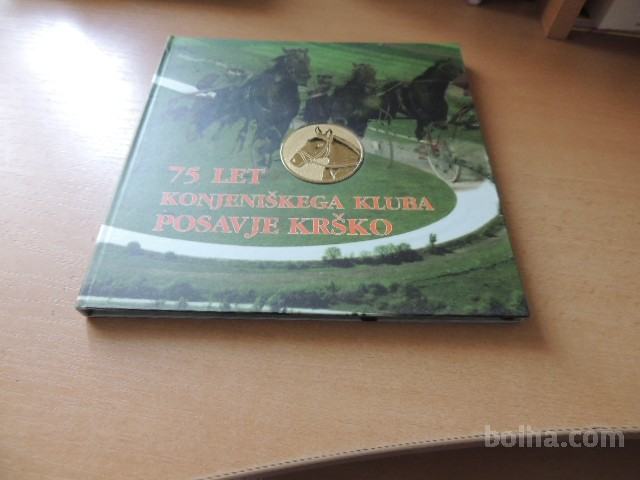 75 LET
KONJENIŠKEGA KLUBA
POSAVJE KRŠKO
bolha.com